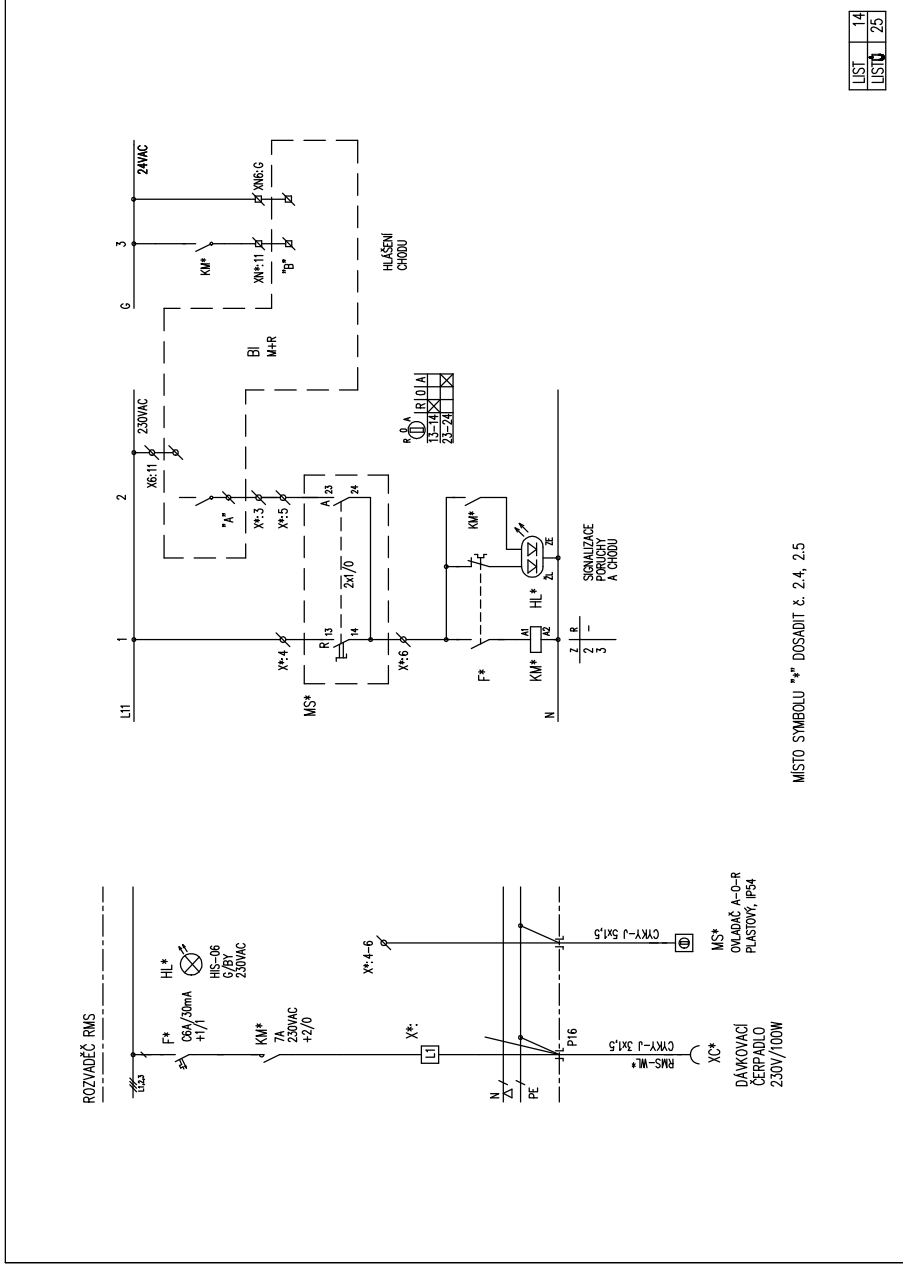 ROZVADĚČ RMS
L1,2,3
F*
C6A/30mA
+1/1
HL*
HIS-06
G/BY
230VAC
KM*
7A
230VAC
+2/0
X*:
L1
X*:4-6
N
PE
P16
RMS-WL*
CYKY-J 3x1,5
CYKY-J 5x1,5
XC*
DÁVKOVACÍ
ČERPADLO
230V/100W
MS*
OVLADAČ A-O-R
PLASTOVÝ, IP54
L11
1
2
230VAC
X6:11
"A"
X*:3
X*:5
X*:4
MS*
R
13
14
2x1/0
A
23
24
X*:6
F*
KM*
A1
A2
KM*
HL*
ZL
ZE
SIGNALIZACE
PORUCHY
A CHODU
N
Z R
2 -
3
R O A
R O A
13-14
23-24
G
3
24VAC
KM*
XN*:11
XN6:G
"B"
BI
M+R
HLÁŠENÍ
CHODU
MÍSTO SYMBOLU "*" DOSADIT č. 2.4, 2.5
LIST 14
LISTŮ 25